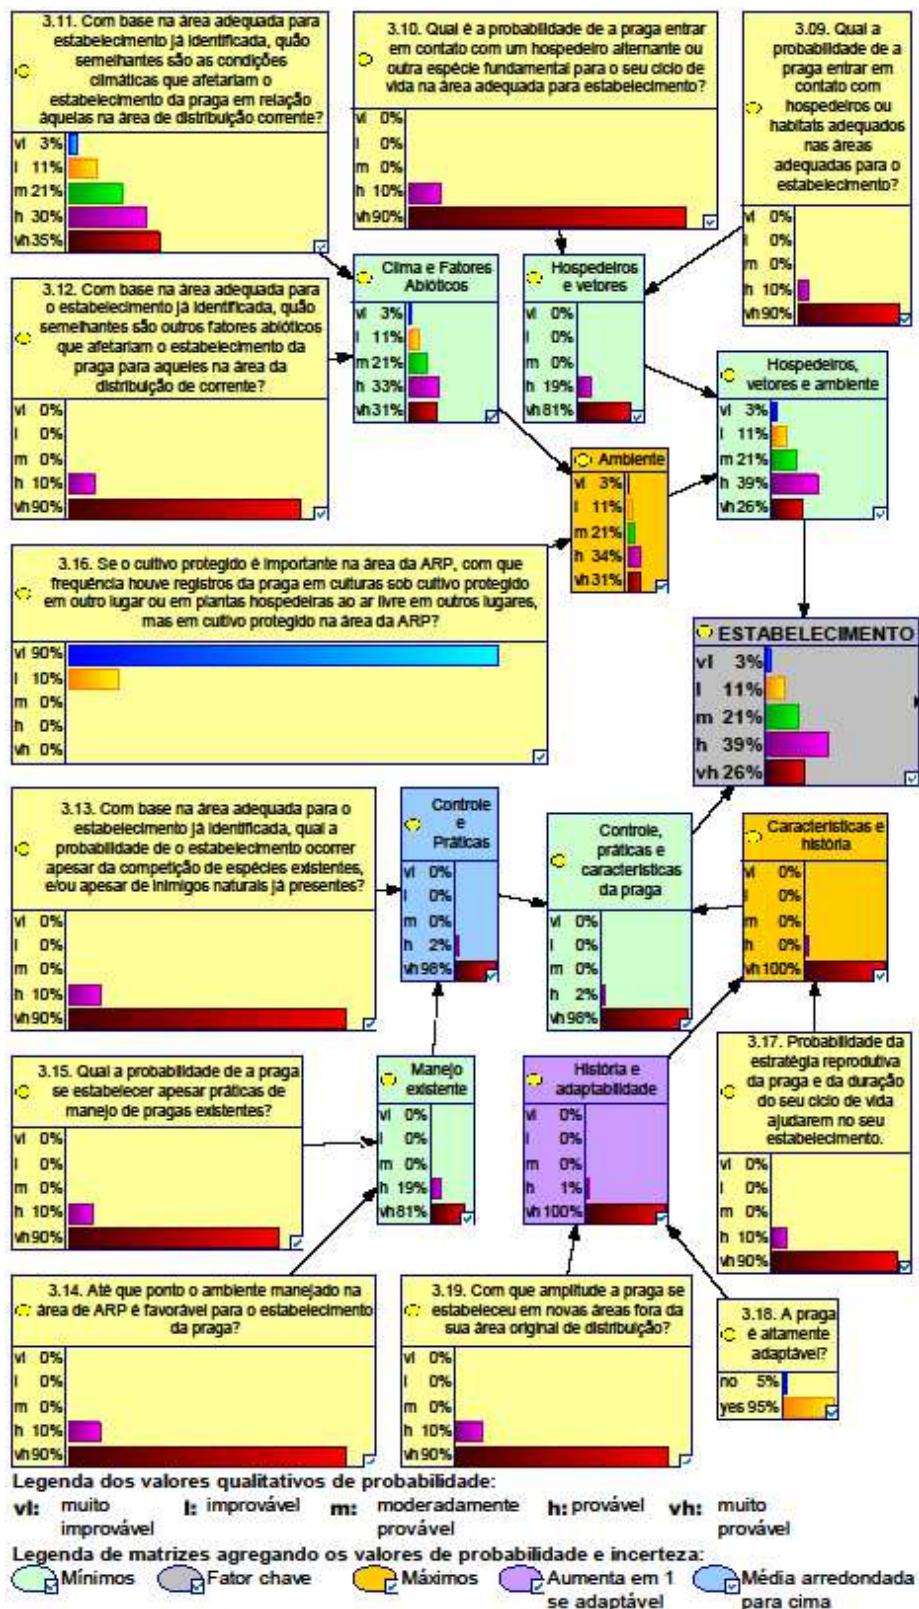 3.11. Com base na área adequada para
estabelecimento já identificada, quão
semelhantes são as condições
climáticas que afetariam o
estabelecimento da praga em relação
àquelas na área de distribuição corrente?
vl 3%
l 11%
m 21%
h 30%
vh 35%
3.10. Qual é a probabilidade de a praga entrar
em contato com um hospedeiro alternante ou
outra espécie fundamental para o seu ciclo de
vida na área adequada para estabelecimento?
vl 0%
l 0%
m 0%
h 10%
vh 90%
3.09. Qual a
probabilidade de a
praga entrar em
contato com
hospedeiros ou
habitats adequados
nas áreas
adequadas para o
estabelecimento?
vl 0%
l 0%
m 0%
h 10%
vh 90%
3.12. Com base na área adequada para
o estabelecimento já identificada, quão
semelhantes são outros fatores abióticos
que afetariam o estabelecimento da
praga para aqueles na área da
distribuição de corrente?
vl 0%
l 0%
m 0%
h 10%
vh 90%
Clima e Fatores
Abióticos
vl 3%
l 11%
m 21%
h 33%
vh 31%
Hospedeiros
e vetores
vl 0%
l 0%
m 0%
h 19%
vh 81%
Hospedeiros,
vetores e ambiente
vl 3%
l 11%
m 21%
h 39%
vh 26%
Ambiente
vl 3%
l 11%
m 21%
h 34%
vh 31%
3.16. Se o cultivo protegido é importante na área da ARP, com que
frequência houve registros da praga em culturas sob cultivo protegido
em outro lugar ou em plantas hospedeiras ao ar livre em outros lugares,
mas em cultivo protegido na área da ARP?
vl 90%
l 10%
m 0%
h 0%
vh 0%
ESTABELECIMENTO
vl 3%
l 11%
m 21%
h 39%
vh 26%
3.13. Com base na área adequada para o
estabelecimento já identificada, qual a
probabilidade de o estabelecimento ocorrer
apesar da competição de espécies existentes,
e/ou apesar de inimigos naturais já presentes?
vl 0%
l 0%
m 0%
h 10%
vh 90%
Controle
e
Práticas
vl 0%
l 0%
m 0%
h 2%
vh 98%
Controle,
práticas e
características
da praga
vl 0%
l 0%
m 0%
h 2%
vh 98%
Características e
história
vl 0%
l 0%
m 0%
h 0%
vh 100%
3.15. Qual a probabilidade de a praga
se estabelecer apesar práticas de
manejo de pragas existentes?
vl 0%
l 0%
m 0%
h 10%
vh 90%
Manejo
existente
vl 0%
l 0%
m 0%
h 19%
vh 81%
História e
adaptabilidade
vl 0%
l 0%
m 0%
h 1%
vh 100%
3.17. Probabilidade da
estratégia reprodutiva
da praga e da duração
do seu ciclo de vida
ajudarem no seu
estabelecimento.
vl 0%
l 0%
m 0%
h 10%
vh 90%
3.14. Até que ponto o ambiente manejado na
área de ARP é favorável para o estabelecimento
da praga?
vl 0%
l 0%
m 0%
h 10%
vh 90%
3.19. Com que amplitude a praga se
estabeleceu em novas áreas fora da
sua área original de distribuição?
vl 0%
l 0%
m 0%
h 10%
vh 90%
3.18. A praga
é altamente
adaptável?
no 5%
yes 95%
Legenda dos valores qualitativos de probabilidade:
vl: muito improvável l: improvável m: moderadamente provável h: provável vh: muito provável
Legenda de matrizes agregando os valores de probabilidade e incerteza:
Mínimos Fator chave Máximos Aumenta em 1 se adaptável Média arredondada para cima